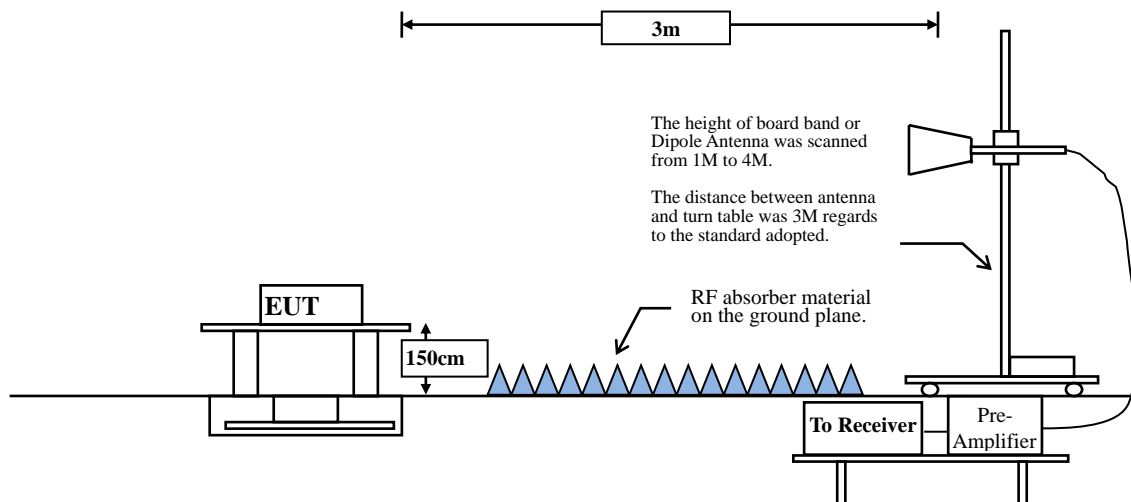 3m
The height of board band or
Dipole Antenna was scanned
from 1M to 4M.
The distance between antenna
and turn table was 3M regards
to the standard adopted.
RF absorber material
on the ground plane.
EUT
150cm
To Receiver
Pre-
Amplifier